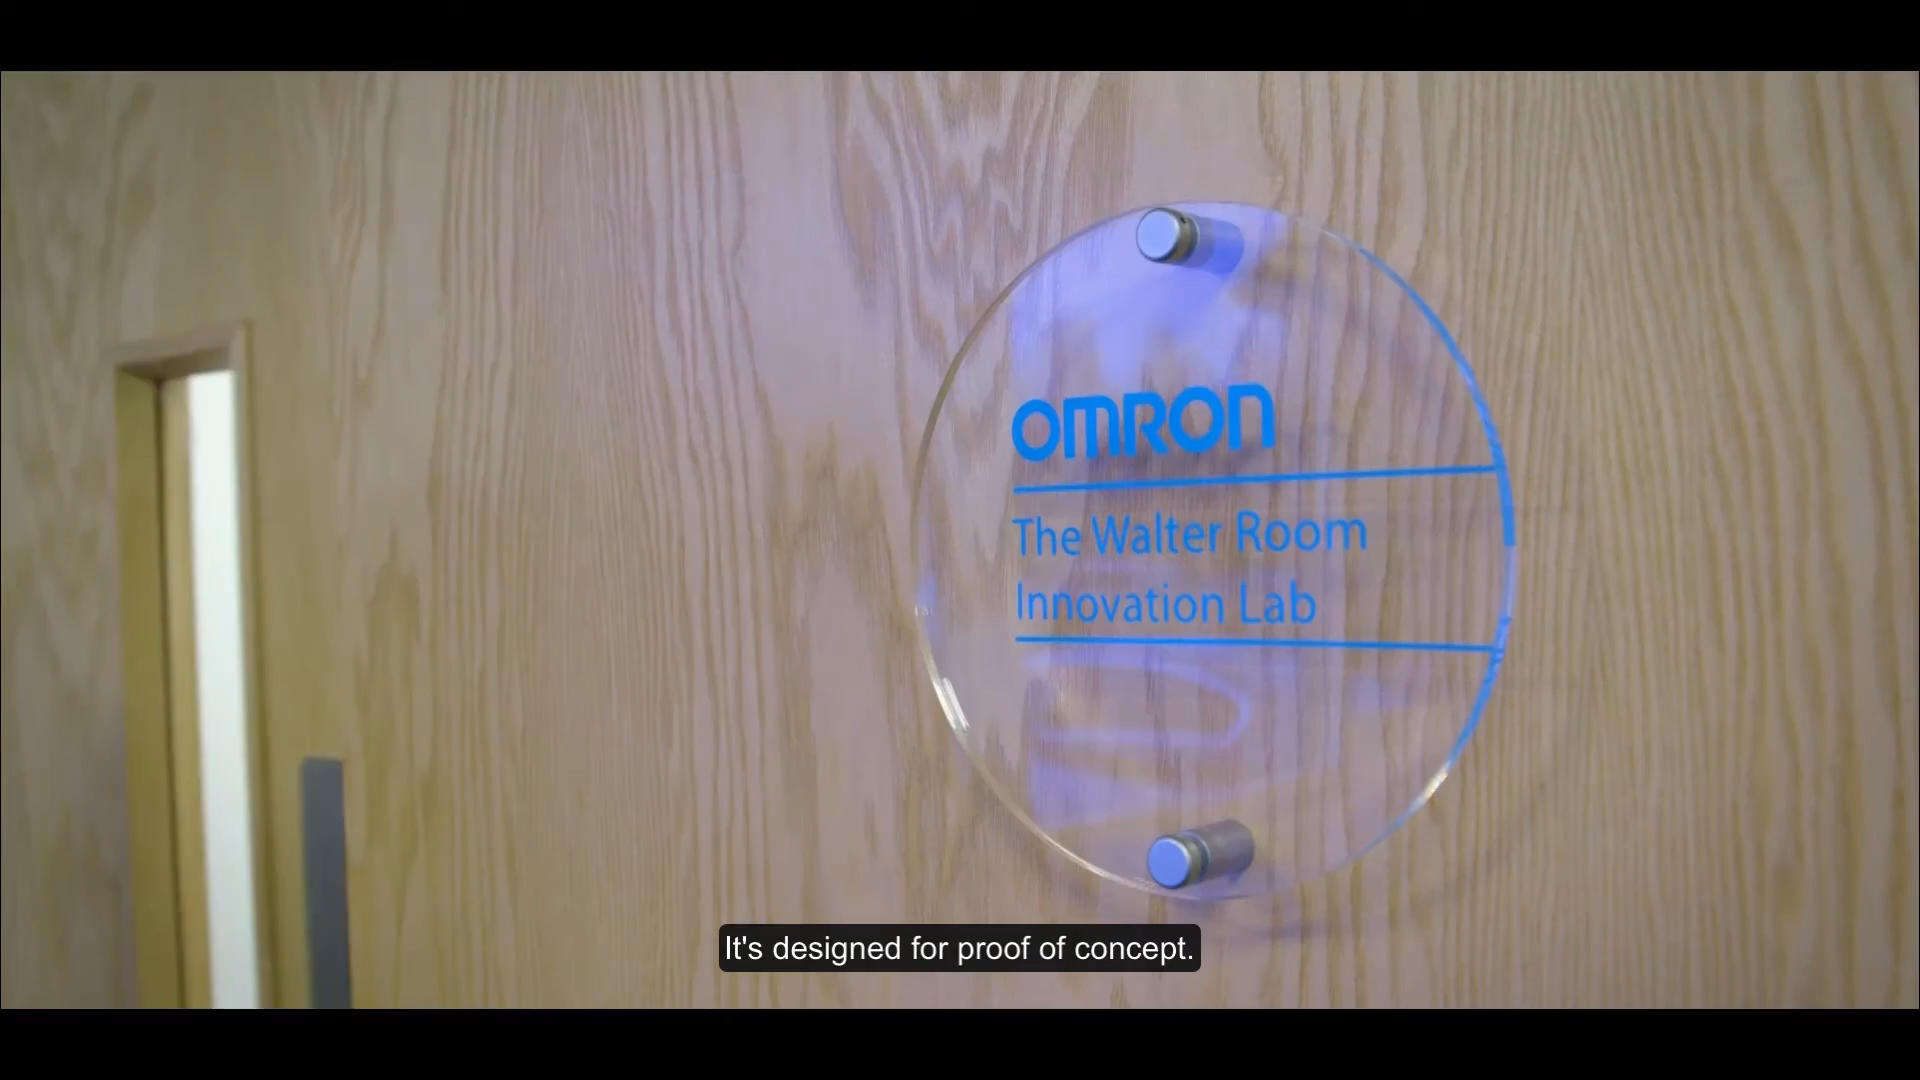 OMRON
The Walter Room
Innovation Lab
It's designed for proof of concept.